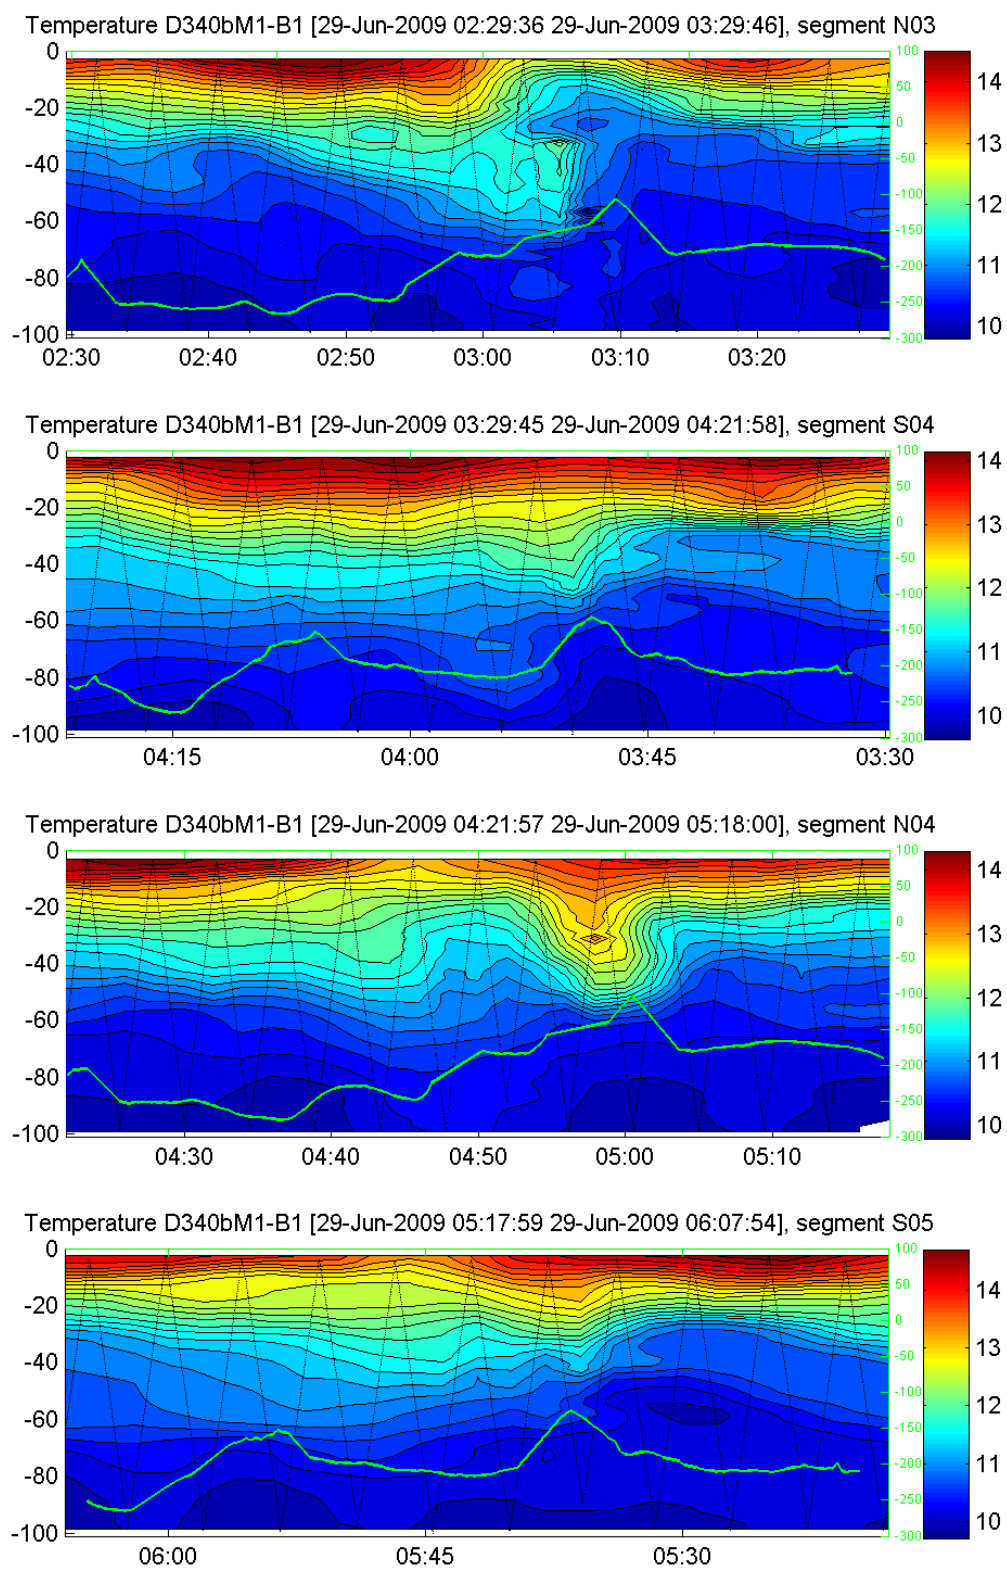 Temperature D340bM1-B1 [29-Jun-2009 02:29:36 29-Jun-2009 03:29:46], segment N03
0 -20 -40 -60 -80 -100
100 50 0 -50 -100 -150 -200 -250 -300
14 13 12 11 10
02:30 02:40 02:50 03:00 03:10 03:20
Temperature D340bM1-B1 [29-Jun-2009 03:29:45 29-Jun-2009 04:21:58], segment S04
0 -20 -40 -60 -80 -100
100 50 0 -50 -100 -150 -200 -250 -300
14 13 12 11 10
04:15 04:00 03:45 03:30
Temperature D340bM1-B1 [29-Jun-2009 04:21:57 29-Jun-2009 05:18:00], segment N04
0 -20 -40 -60 -80 -100
100 50 0 -50 -100 -150 -200 -250 -300
14 13 12 11 10
04:30 04:40 04:50 05:00 05:10
Temperature D340bM1-B1 [29-Jun-2009 05:17:59 29-Jun-2009 06:07:54], segment S05
0 -20 -40 -60 -80 -100
100 50 0 -50 -100 -150 -200 -250 -300
14 13 12 11 10
06:00 05:45 05:30